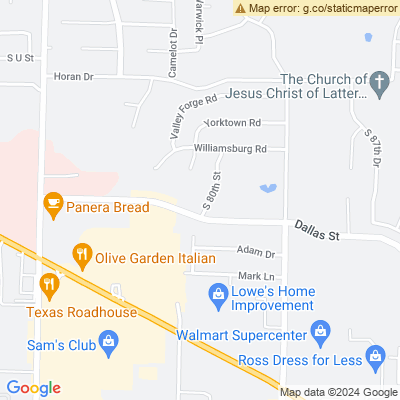 Map error: g.co/staticmaperror
Warwick Pl
Camelot Dr
S U St
Horan Dr
The Church of
Jesus Christ of Latter…
Valley Forge Rd
Yorktown Rd
Williamsburg Rd
S 87th Dr
S 80th St
Panera Bread
Dallas St
Adam Dr
Olive Garden Italian
Mark Ln
Texas Roadhouse
Lowe's Home
Improvement
Walmart Supercenter
Sam's Club
Ross Dress for Less
Google
Map data ©2024 Google